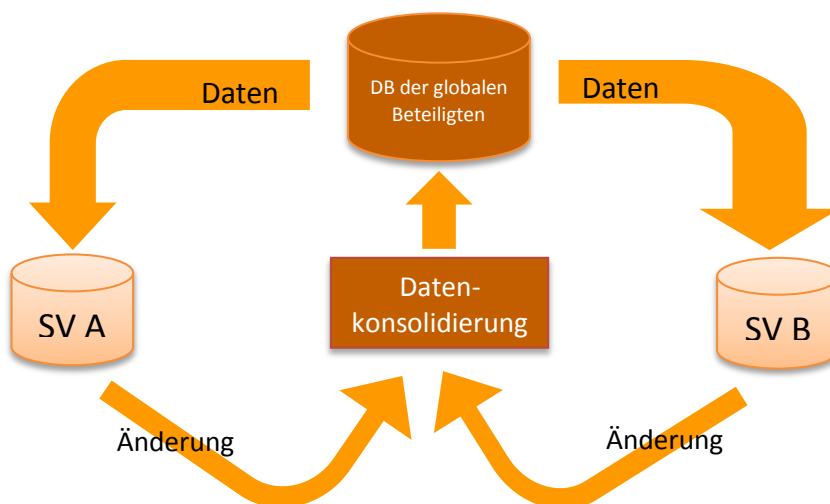 Daten
DB der globalen
Beteiligten
Daten
SV A
Daten-
konsolidierung
SV B
Änderung
Änderung